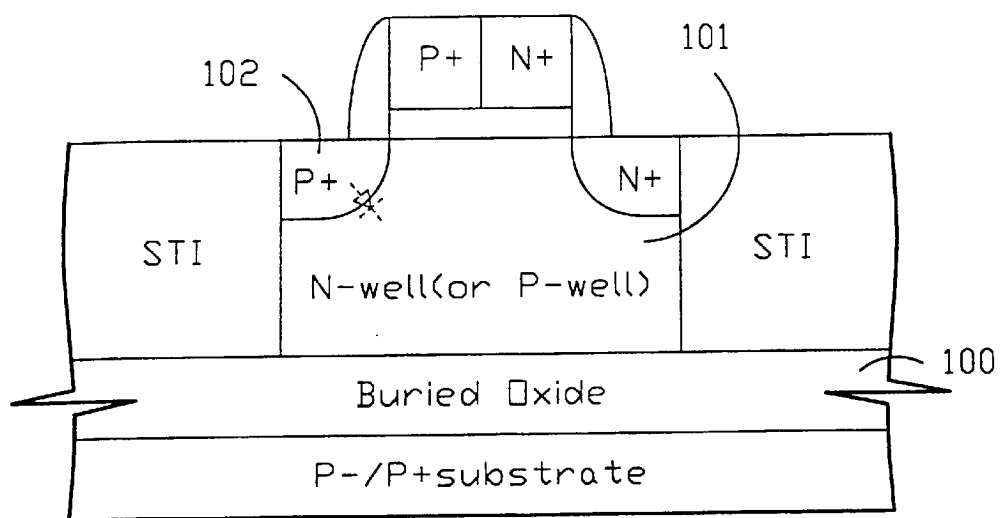 101
102
P+ N+
P+
N+
STI
STI
N-well(or P-well)
100
Buried Oxide
P-/P+substrate